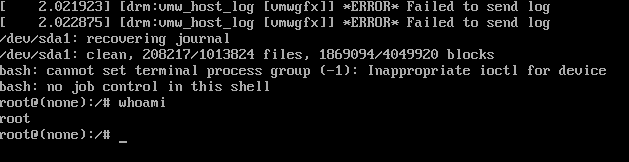 [    2.021923] [drm:vmw_host_log [vmwgfx]] *ERROR* Failed to send log
[    2.022875] [drm:vmw_host_log [vmwgfx]] *ERROR* Failed to send log
/dev/sda1: recovering journal
/dev/sda1: clean, 208217/1013824 files, 1869094/4049920 blocks
bash: cannot set terminal process group (-1): Inappropriate ioctl for device
bash: no job control in this shell
root@(none):/# whoami
root
root@(none):/# _